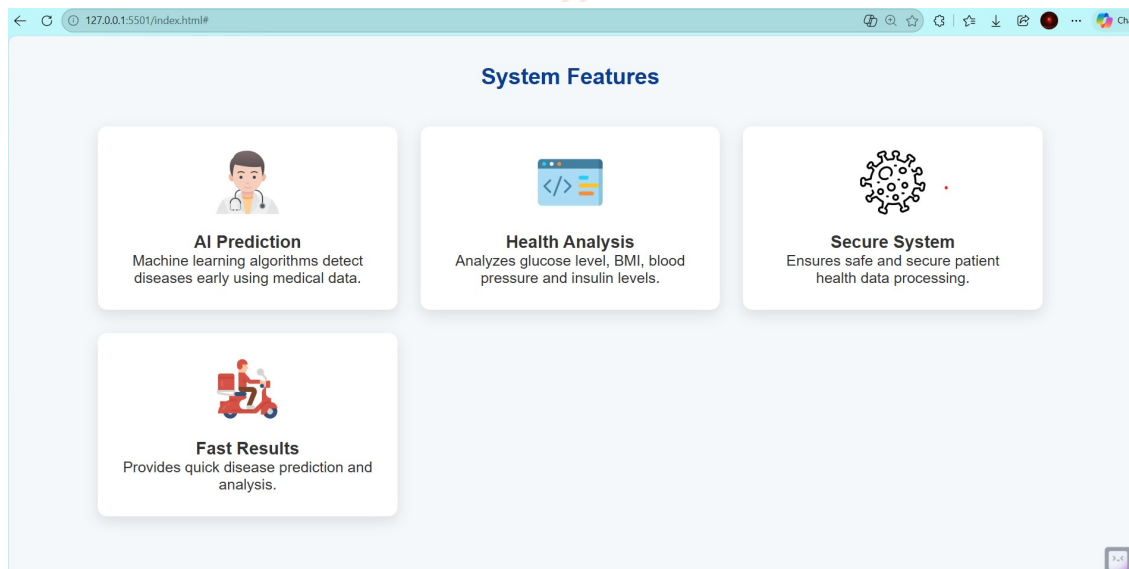 127.0.0.1:5501/index.html#
Ch
System Features
AI Prediction
Machine learning algorithms detect
diseases early using medical data.
Health Analysis
Analyzes glucose level, BMI, blood
pressure and insulin levels.
Secure System
Ensures safe and secure patient
health data processing.
Fast Results
Provides quick disease prediction and
analysis.